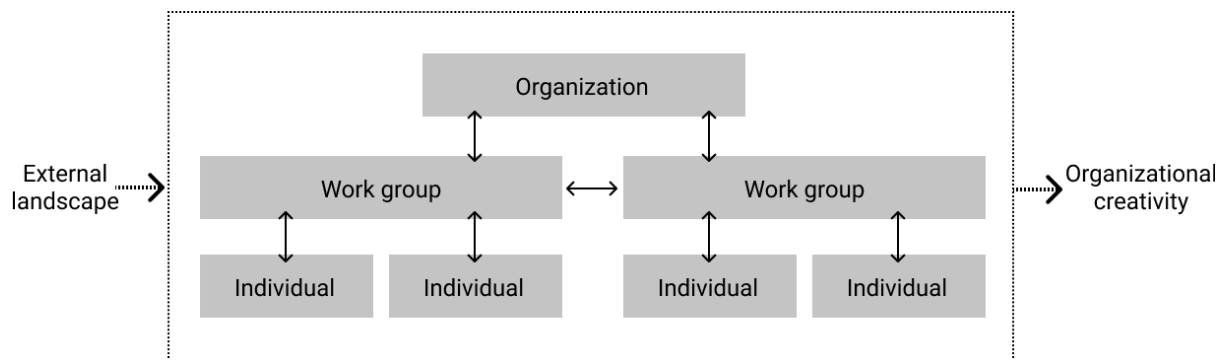 Organization
External
landscape
Work group
Work group
Organizational
creativity
Individual
Individual
Individual
Individual